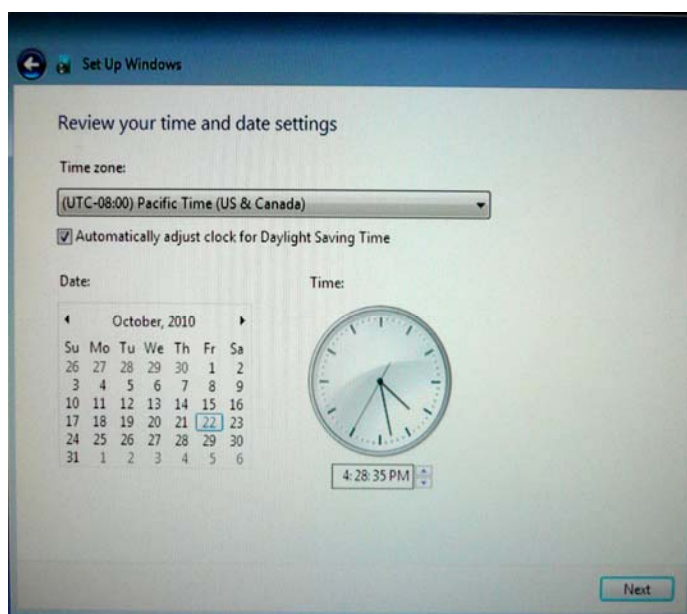 Set Up Windows
Review your time and date settings
Time zone:
(UTC-08:00) Pacific Time (US & Canada)
Automatically adjust clock for Daylight Saving Time
Date:
Time:
October, 2010
Su Mo Tu We Th Fr Sa
26 27 28 29 30 1 2
3 4 5 6 7 8 9
10 11 12 13 14 15 16
17 18 19 20 21 22 23
24 25 26 27 28 29 30
31 1 2 3 4 5 6
4:28:35 PM
Next